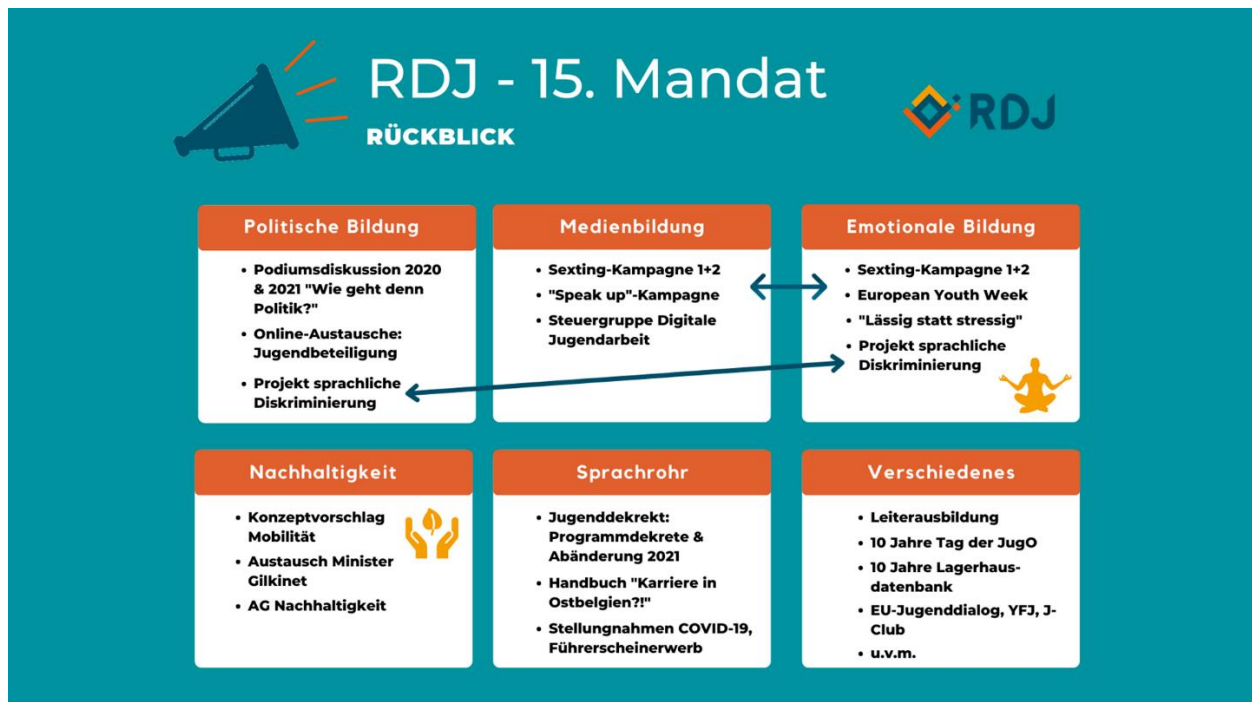 RDJ - 15. Mandat
RÜCKBLICK
RDJ
Politische Bildung
• Podiumsdiskussion 2020
& 2021 "Wie geht denn
Politik?"
• Online-Austausche:
Jugendbeteiligung
• Projekt sprachliche
Diskriminierung
Medienbildung
• Sexting-Kampagne 1+2
• "Speak up"-Kampagne
• Steuergruppe Digitale
Jugendarbeit
Emotionale Bildung
• Sexting-Kampagne 1+2
• European Youth Week
• "Lässig statt stressig"
• Projekt sprachliche
Diskriminierung
Nachhaltigkeit
• Konzeptvorschlag
Mobilität
• Austausch Minister
Gilkinet
• AG Nachhaltigkeit
Sprachrohr
• Jugenddekrekt:
Programmdekrete &
Abänderung 2021
• Handbuch "Karriere in
Ostbelgien?!"
• Stellungnahmen COVID-19,
Führerscheinerwerb
Verschiedenes
• Leiterausbildung
• 10 Jahre Tag der JugO
• 10 Jahre Lagerhaus-
datenbank
• EU-Jugenddialog, YFJ, J-
Club
• u.v.m.